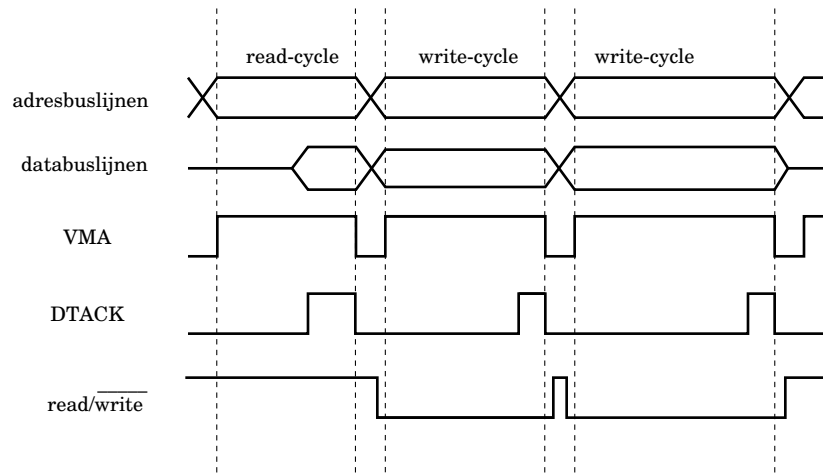 read-cycle write-cycle write-cycle
adresbuslijnen
databuslijnen
VMA
DTACK
read/write